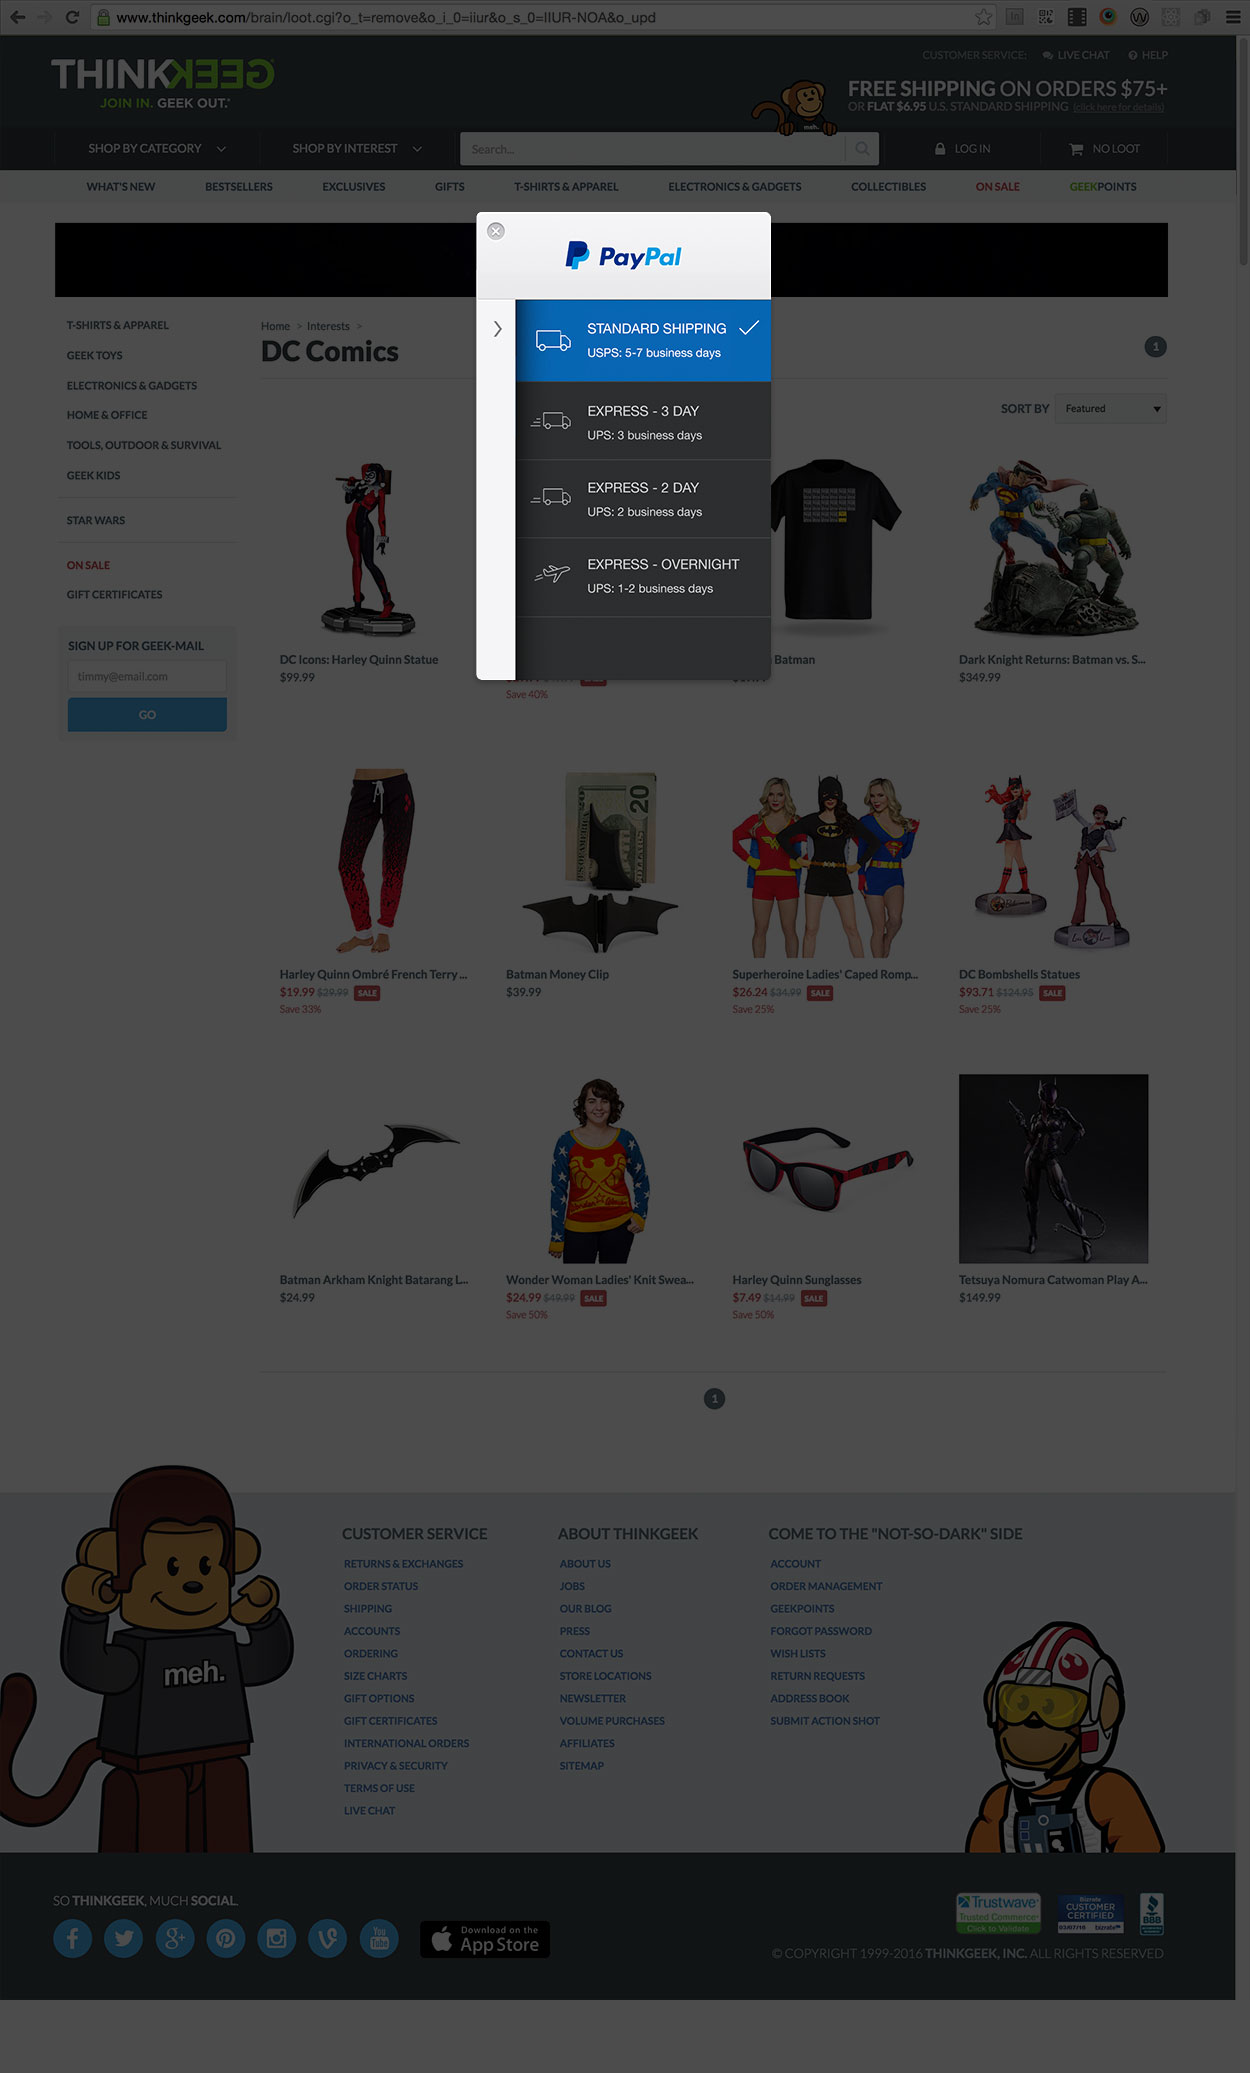 www.thinkgeek.com/brain/loot.cgi?o_t=remove&o_i_0=iiur&o_s_0=IIUR-NOA&o_upd
CUSTOMER SERVICE: LIVE CHAT HELP
THINKGEEK
JOIN IN. GEEK OUT.
FREE SHIPPING ON ORDERS $75+
OR FLAT $6.95 U.S. STANDARD SHIPPING (click here for details)
meh.
SHOP BY CATEGORY SHOP BY INTEREST Search... LOG IN NO LOOT
WHAT'S NEW BESTSELLERS EXCLUSIVES GIFTS T-SHIRTS & APPAREL ELECTRONICS & GADGETS COLLECTIBLES ON SALE GEEKPOINTS
PayPal
STANDARD SHIPPING
USPS: 5-7 business days
EXPRESS - 3 DAY
UPS: 3 business days
EXPRESS - 2 DAY
UPS: 2 business days
EXPRESS - OVERNIGHT
UPS: 1-2 business days
T-SHIRTS & APPAREL
GEEK TOYS
ELECTRONICS & GADGETS
HOME & OFFICE
TOOLS, OUTDOOR & SURVIVAL
GEEK KIDS
STAR WARS
ON SALE
GIFT CERTIFICATES
SIGN UP FOR GEEK-MAIL
timmy@email.com
GO
Home > Interests >
DC Comics
1
SORT BY Featured
DC Icons: Harley Quinn Statue
$99.99
Save 40%
Batman
Dark Knight Returns: Batman vs. S...
$349.99
Harley Quinn Ombré French Terry ...
$19.99 $29.99 SALE
Save 33%
20
Batman Money Clip
$39.99
Superheroine Ladies' Caped Romp...
$26.24 $34.99 SALE
Save 25%
DC Bombshells Statues
$93.71 $124.95 SALE
Save 25%
Batman Arkham Knight Batarang L...
$24.99
Wonder Woman Ladies' Knit Swea...
$24.99 $49.99 SALE
Save 50%
Harley Quinn Sunglasses
$7.49 $14.99 SALE
Save 50%
Tetsuya Nomura Catwoman Play A...
$149.99
1
meh.
CUSTOMER SERVICE
RETURNS & EXCHANGES
ORDER STATUS
SHIPPING
ACCOUNTS
ORDERING
SIZE CHARTS
GIFT OPTIONS
GIFT CERTIFICATES
INTERNATIONAL ORDERS
PRIVACY & SECURITY
TERMS OF USE
LIVE CHAT
ABOUT THINKGEEK
ABOUT US
JOBS
OUR BLOG
PRESS
CONTACT US
STORE LOCATIONS
NEWSLETTER
VOLUME PURCHASES
AFFILIATES
SITEMAP
COME TO THE "NOT-SO-DARK" SIDE
ACCOUNT
ORDER MANAGEMENT
GEEKPOINTS
FORGOT PASSWORD
WISH LISTS
RETURN REQUESTS
ADDRESS BOOK
SUBMIT ACTION SHOT
SO THINKGEEK, MUCH SOCIAL.
You Tube
Download on the
App Store
Trustwave
Trusted Commerce
Click to Validate
Bizrate
CUSTOMER
CERTIFIED
03/07/16 bizrate
BBB
© COPYRIGHT 1999-2016 THINKGEEK, INC. ALL RIGHTS RESERVED